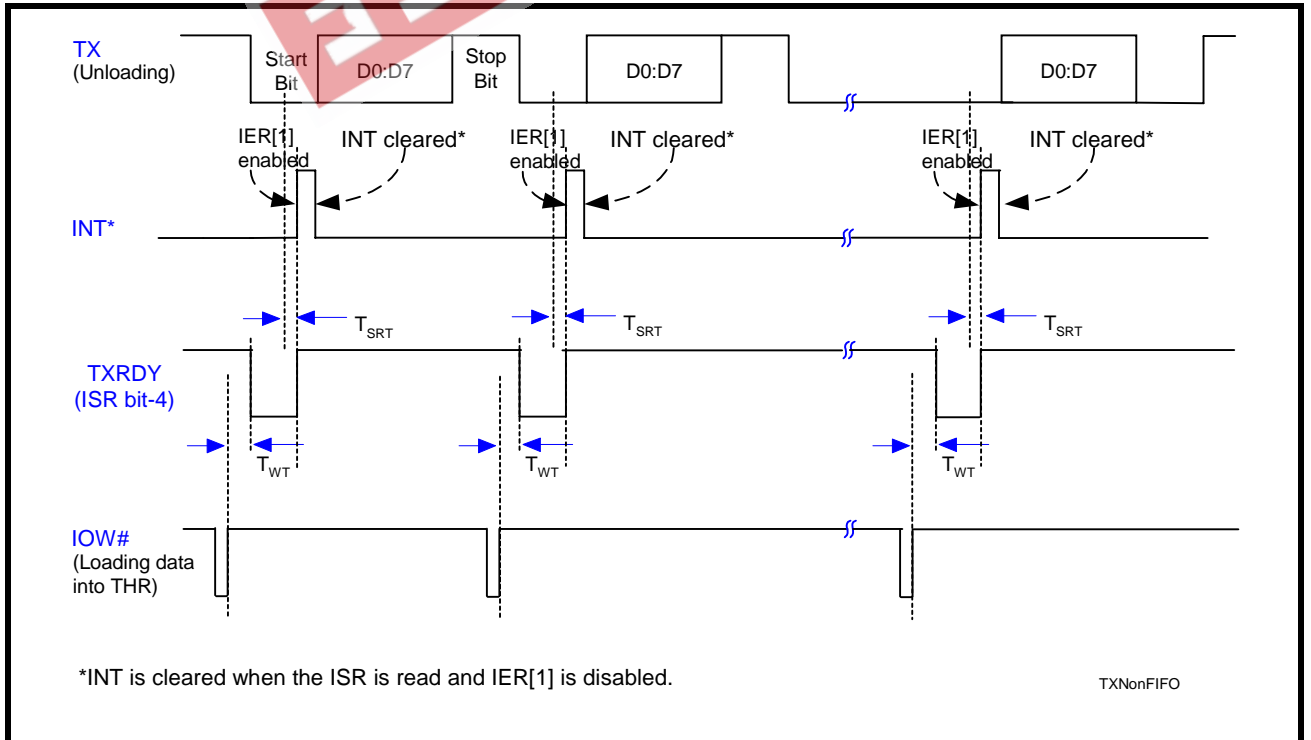 TX
(Unloading)
Start
Bit
D0:D7
Stop
Bit
D0:D7
D0:D7
IER[1]
enabled
INT cleared*
IER[1]
enabled
INT cleared*
IER[1]
enabled
INT cleared*
INT*
TSRT
TSRT
TSRT
TXRDY
(ISR bit-4)
TWT
TWT
TWT
IOW#
(Loading data
into THR)
*INT is cleared when the ISR is read and IER[1] is disabled.
TXNonFIFO